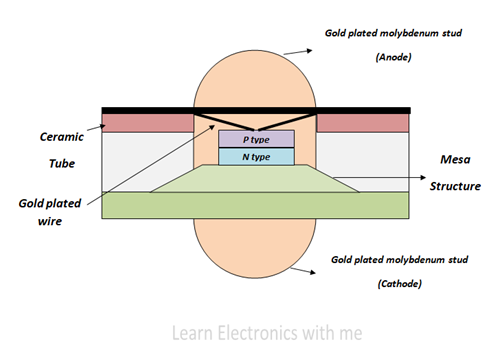 Gold plated molybdenum stud
(Anode)
Ceramic
Tube
P type
N type
Mesa
Structure
Gold plated
wire
Gold plated molybdenum stud
(Cathode)
Learn Electronics with me